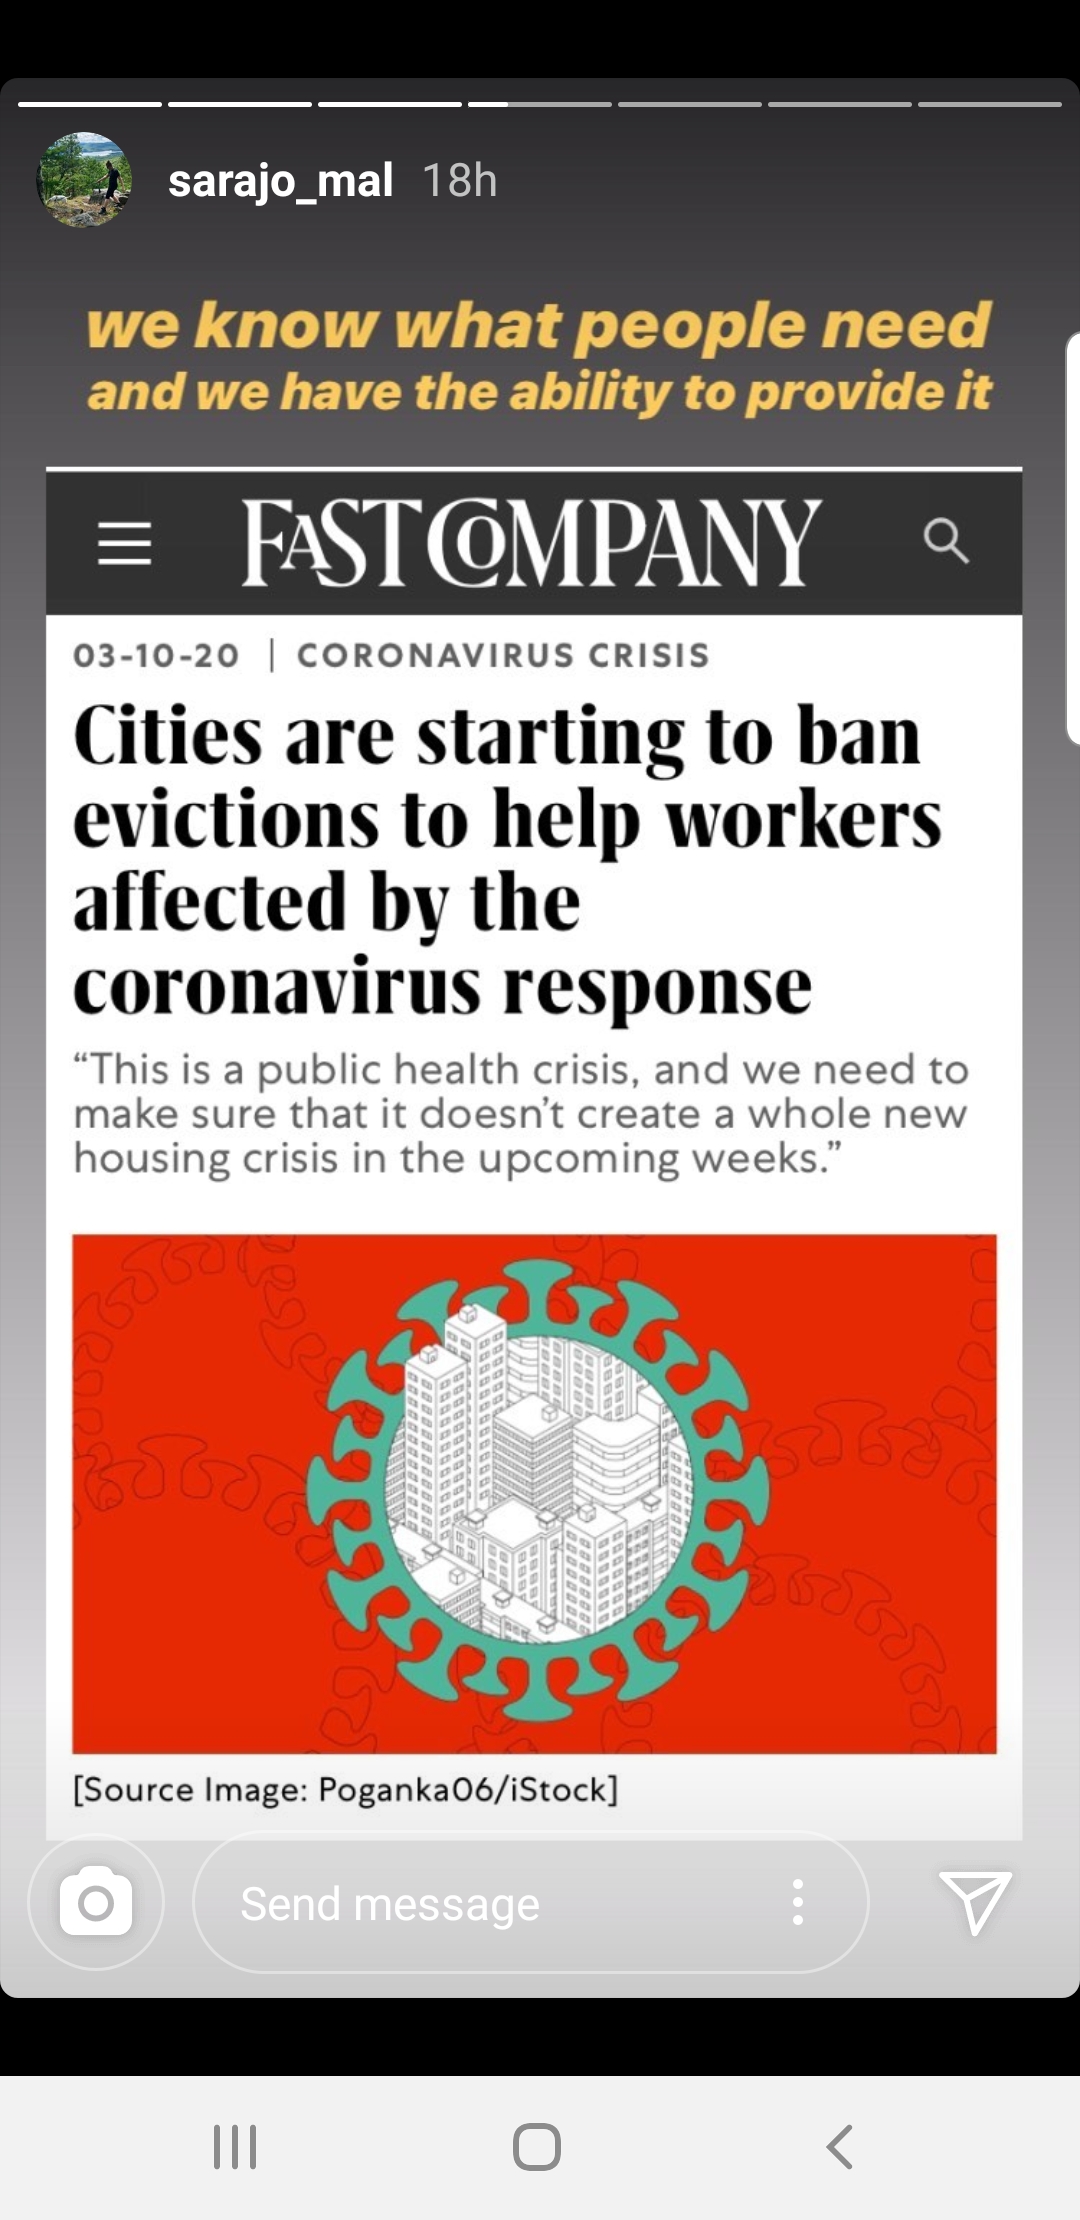 sarajo_mal 18h
we know what people need
and we have the ability to provide it
FAST COMPANY
03-10-20 | CORONAVIRUS CRISIS
Cities are starting to ban
evictions to help workers
affected by the
coronavirus response
“This is a public health crisis, and we need to
make sure that it doesn’t create a whole new
housing crisis in the upcoming weeks.”
[Source Image: Poganka06/iStock]
Send message